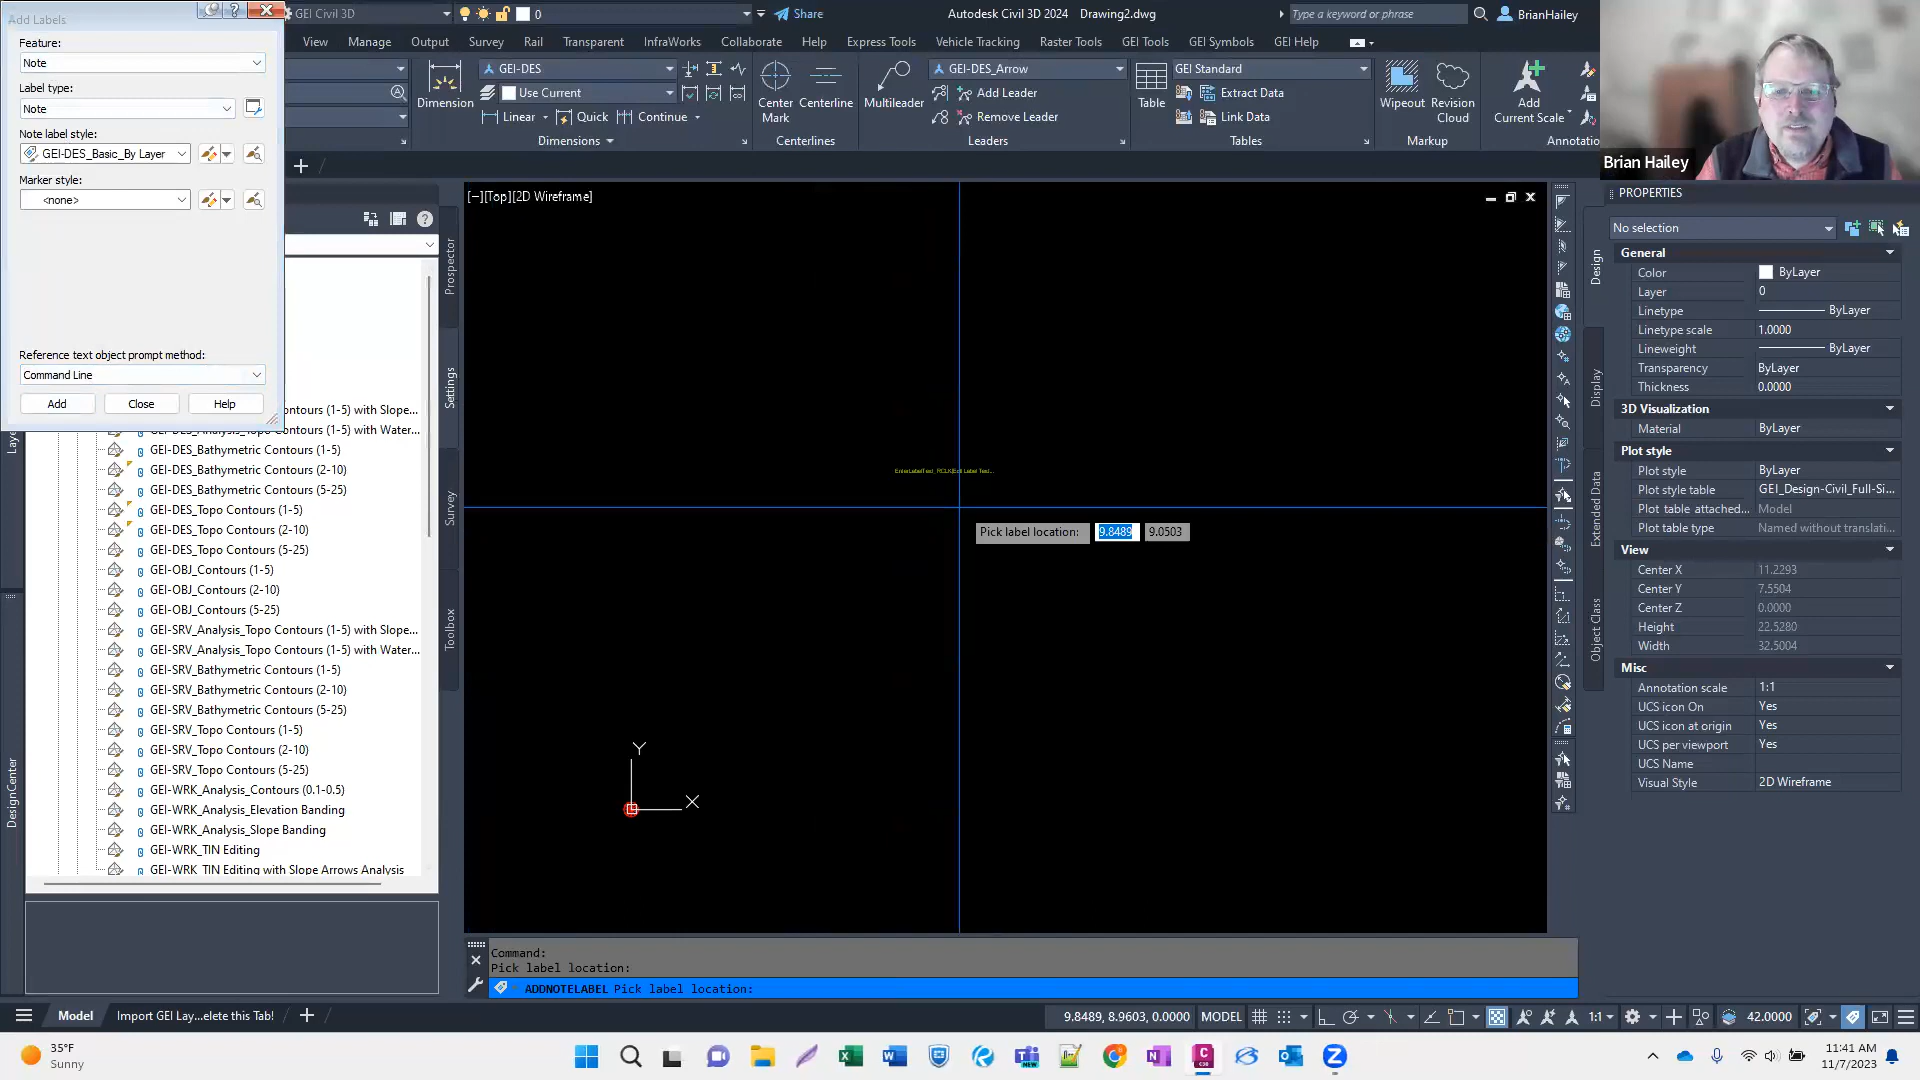 Add Labels
GEI Civil 3D
0
Share
Autodesk Civil 3D 2024 Drawing2.dwg
Type a keyword or phrase
BrianHailey
View Manage Output Survey Rail Transparent InfraWorks Collaborate Help Express Tools Vehicle Tracking Raster Tools GEI Tools GEI Symbols GEI Help
Feature:
Note
Label type:
Note
Note label style:
GEI-DES_Basic_By Layer
Marker style:
<none>
Reference text object prompt method:
Command Line
Add Close Help
Dimension
GEI-DES
Use Current
Linear Quick Continue
Dimensions
Center
Mark
Centerline
Centerlines
Multileader
GEI-DES_Arrow
Add Leader
Remove Leader
Leaders
Table
GEI Standard
Extract Data
Link Data
Tables
Wipeout
Revision
Cloud
Markup
Add
Current Scale
Annotatio
Brian Hailey
[−][Top][2D Wireframe]
Prospector
Settings
Survey
Toolbox
Laye
DesignCenter
ontours (1-5) with Slope...
GEI-DES_Analysis_Topo Contours (1-5) with Water...
GEI-DES_Bathymetric Contours (1-5)
GEI-DES_Bathymetric Contours (2-10)
GEI-DES_Bathymetric Contours (5-25)
GEI-DES_Topo Contours (1-5)
GEI-DES_Topo Contours (2-10)
GEI-DES_Topo Contours (5-25)
GEI-OBJ_Contours (1-5)
GEI-OBJ_Contours (2-10)
GEI-OBJ_Contours (5-25)
GEI-SRV_Analysis_Topo Contours (1-5) with Slope...
GEI-SRV_Analysis_Topo Contours (1-5) with Water...
GEI-SRV_Bathymetric Contours (1-5)
GEI-SRV_Bathymetric Contours (2-10)
GEI-SRV_Bathymetric Contours (5-25)
GEI-SRV_Topo Contours (1-5)
GEI-SRV_Topo Contours (2-10)
GEI-SRV_Topo Contours (5-25)
GEI-WRK_Analysis_Contours (0.1-0.5)
GEI-WRK_Analysis_Elevation Banding
GEI-WRK_Analysis_Slope Banding
GEI-WRK_TIN Editing
GEI-WRK_TIN Editing with Slope Arrows Analysis
Pick label location: 9.8489 9.0503
Y
X
PROPERTIES
Design
Display
Extended Data
Object Class
No selection
General
Color ByLayer
Layer 0
Linetype ByLayer
Linetype scale 1.0000
Lineweight ByLayer
Transparency ByLayer
Thickness 0.0000
3D Visualization
Material ByLayer
Plot style
Plot style ByLayer
Plot style table GEI_Design-Civil_Full-Si...
Plot table attached... Model
Plot table type Named without translati...
View
Center X 11.2293
Center Y 7.5504
Center Z 0.0000
Height 22.5280
Width 32.5004
Misc
Annotation scale 1:1
UCS icon On Yes
UCS icon at origin Yes
UCS per viewport Yes
UCS Name
Visual Style 2D Wireframe
Command:
Pick label location:
ADDNOTELABEL Pick label location:
Model Import GEI Lay...elete this Tab!
9.8489, 8.9603, 0.0000 MODEL 1:1 42.0000
35°F
Sunny
11:41 AM
11/7/2023